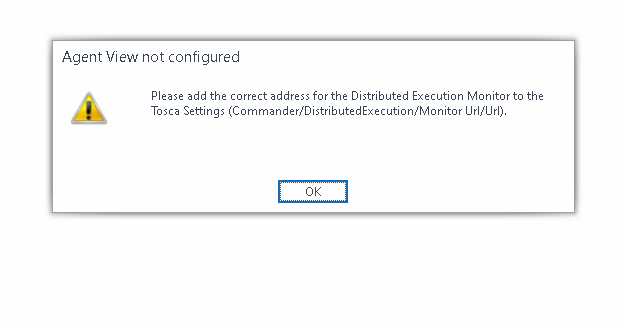 Agent View not configured
Please add the correct address for the Distributed Execution Monitor to the
Tosca Settings (Commander/DistributedExecution/Monitor Url/Url).
OK